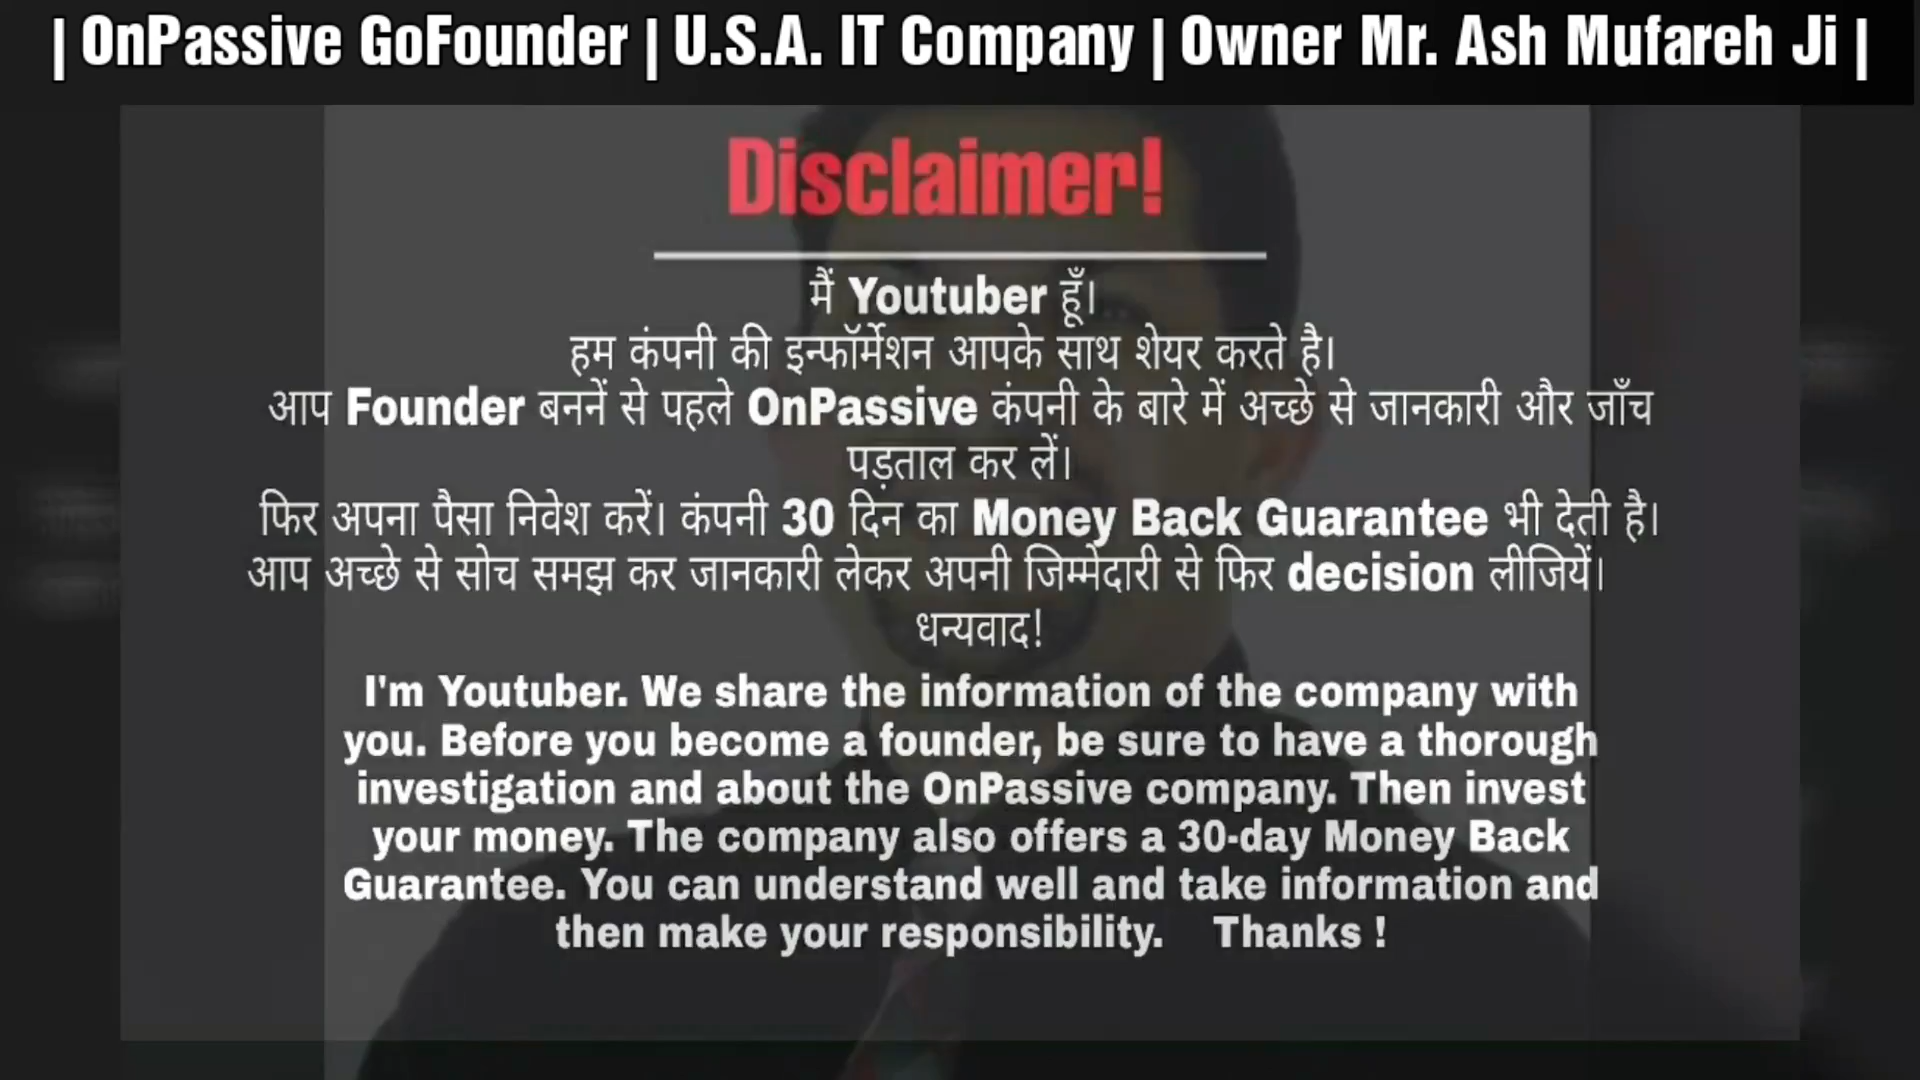 | OnPassive GoFounder | U.S.A. IT Company | Owner Mr. Ash Mufareh Ji |
Disclaimer!
मैं Youtuber हूँ।
हम कंपनी की इन्फॉर्मेशन आपके साथ शेयर करते है।
आप Founder बननें से पहले OnPassive कंपनी के बारे में अच्छे से जानकारी और जाँच
पड़ताल कर लें।
फिर अपना पैसा निवेश करें। कंपनी 30 दिन का Money Back Guarantee भी देती है।
आप अच्छे से सोच समझ कर जानकारी लेकर अपनी जिम्मेदारी से फिर decision लीजियें।
धन्यवाद!
I'm Youtuber. We share the information of the company with
you. Before you become a founder, be sure to have a thorough
investigation and about the OnPassive company. Then invest
your money. The company also offers a 30-day Money Back
Guarantee. You can understand well and take information and
then make your responsibility. Thanks !